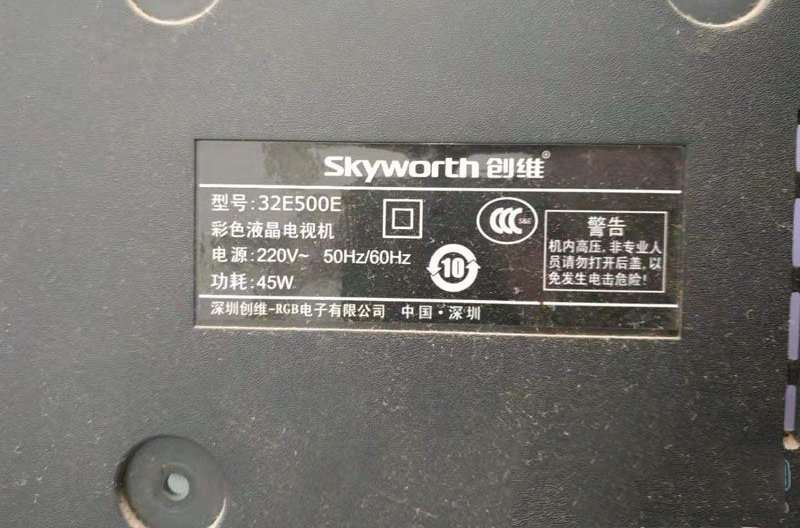 Skyworth 创维®
型号:32E500E
彩色液晶电视机
电源:220V~ 50Hz/60Hz
功耗:45W
10
CCC S&E
警告
机内高压,非专业人
员请勿打开后盖,以
免发生电击危险!
深圳创维-RGB电子有限公司 中国·深圳